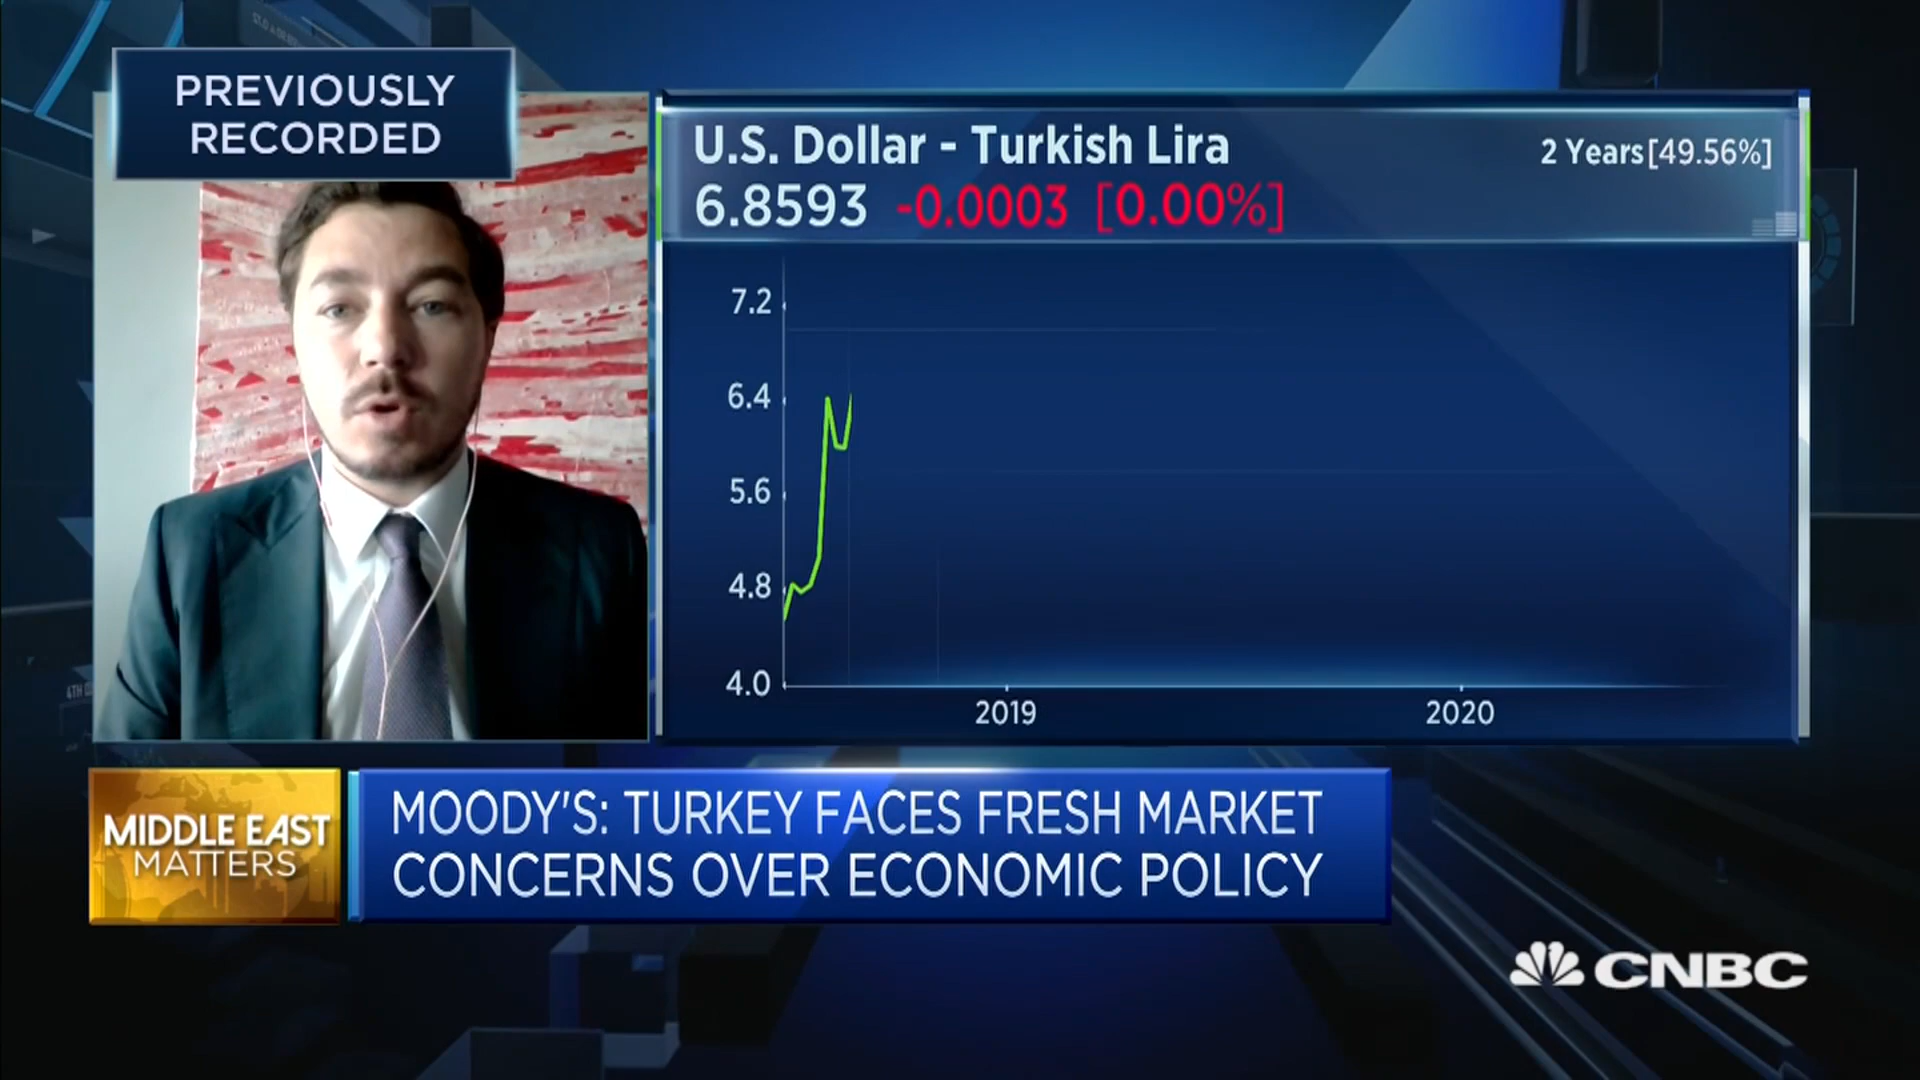 PREVIOUSLY
RECORDED
U.S. Dollar - Turkish Lira
2 Years[49.56%]
6.8593 -0.0003 [0.00%]
7.2
6.4
5.6
4.8
4.0
2019
2020
4TH
MIDDLE EAST
MATTERS
MOODY'S: TURKEY FACES FRESH MARKET
CONCERNS OVER ECONOMIC POLICY
CNBC